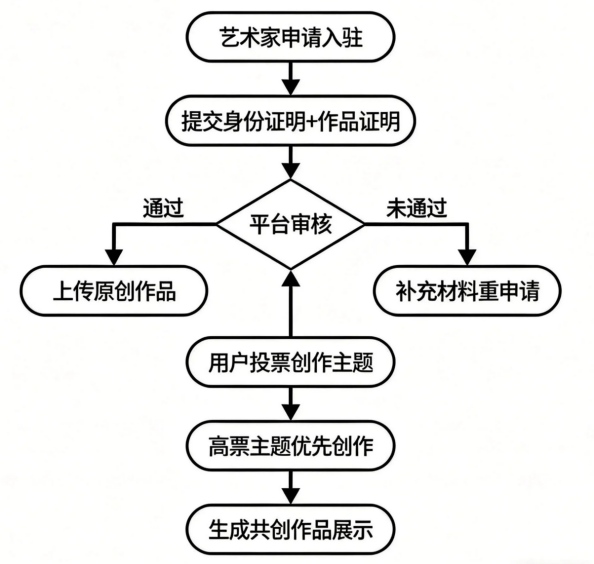 艺术家申请入驻
提交身份证明+作品证明
通过
平台审核
未通过
上传原创作品
补充材料重申请
用户投票创作主题
高票主题优先创作
生成共创作品展示